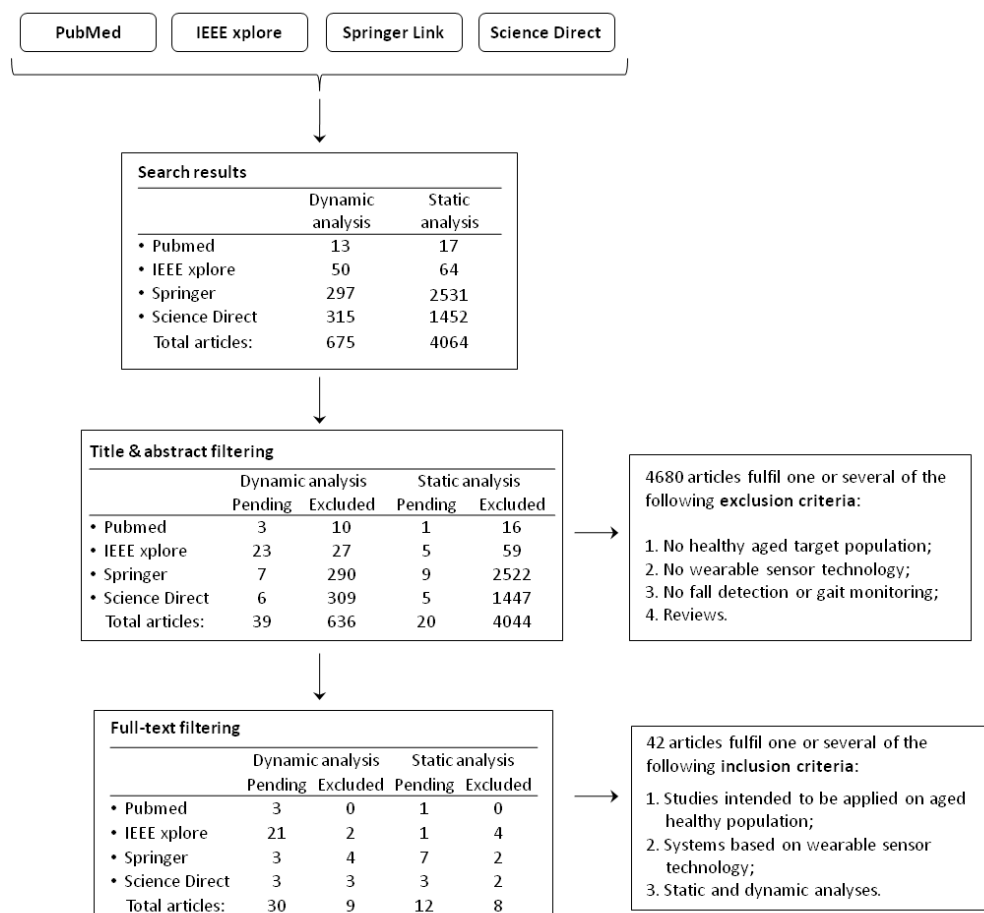 PubMed
IEEE xplore
Springer Link
Science Direct
Search results
Dynamic analysis Static analysis
• Pubmed 13 17
• IEEE xplore 50 64
• Springer 297 2531
• Science Direct 315 1452
Total articles: 675 4064
Title & abstract filtering
Dynamic analysis Static analysis
Pending Excluded Pending Excluded
• Pubmed 3 10 1 16
• IEEE xplore 23 27 5 59
• Springer 7 290 9 2522
• Science Direct 6 309 5 1447
Total articles: 39 636 20 4044
4680 articles fulfil one or several of the
following exclusion criteria:
1. No healthy aged target population;
2. No wearable sensor technology;
3. No fall detection or gait monitoring;
4. Reviews.
Full-text filtering
Dynamic analysis Static analysis
Pending Excluded Pending Excluded
• Pubmed 3 0 1 0
• IEEE xplore 21 2 1 4
• Springer 3 4 7 2
• Science Direct 3 3 3 2
Total articles: 30 9 12 8
42 articles fulfil one or several of the
following inclusion criteria:
1. Studies intended to be applied on aged
healthy population;
2. Systems based on wearable sensor
technology;
3. Static and dynamic analyses.